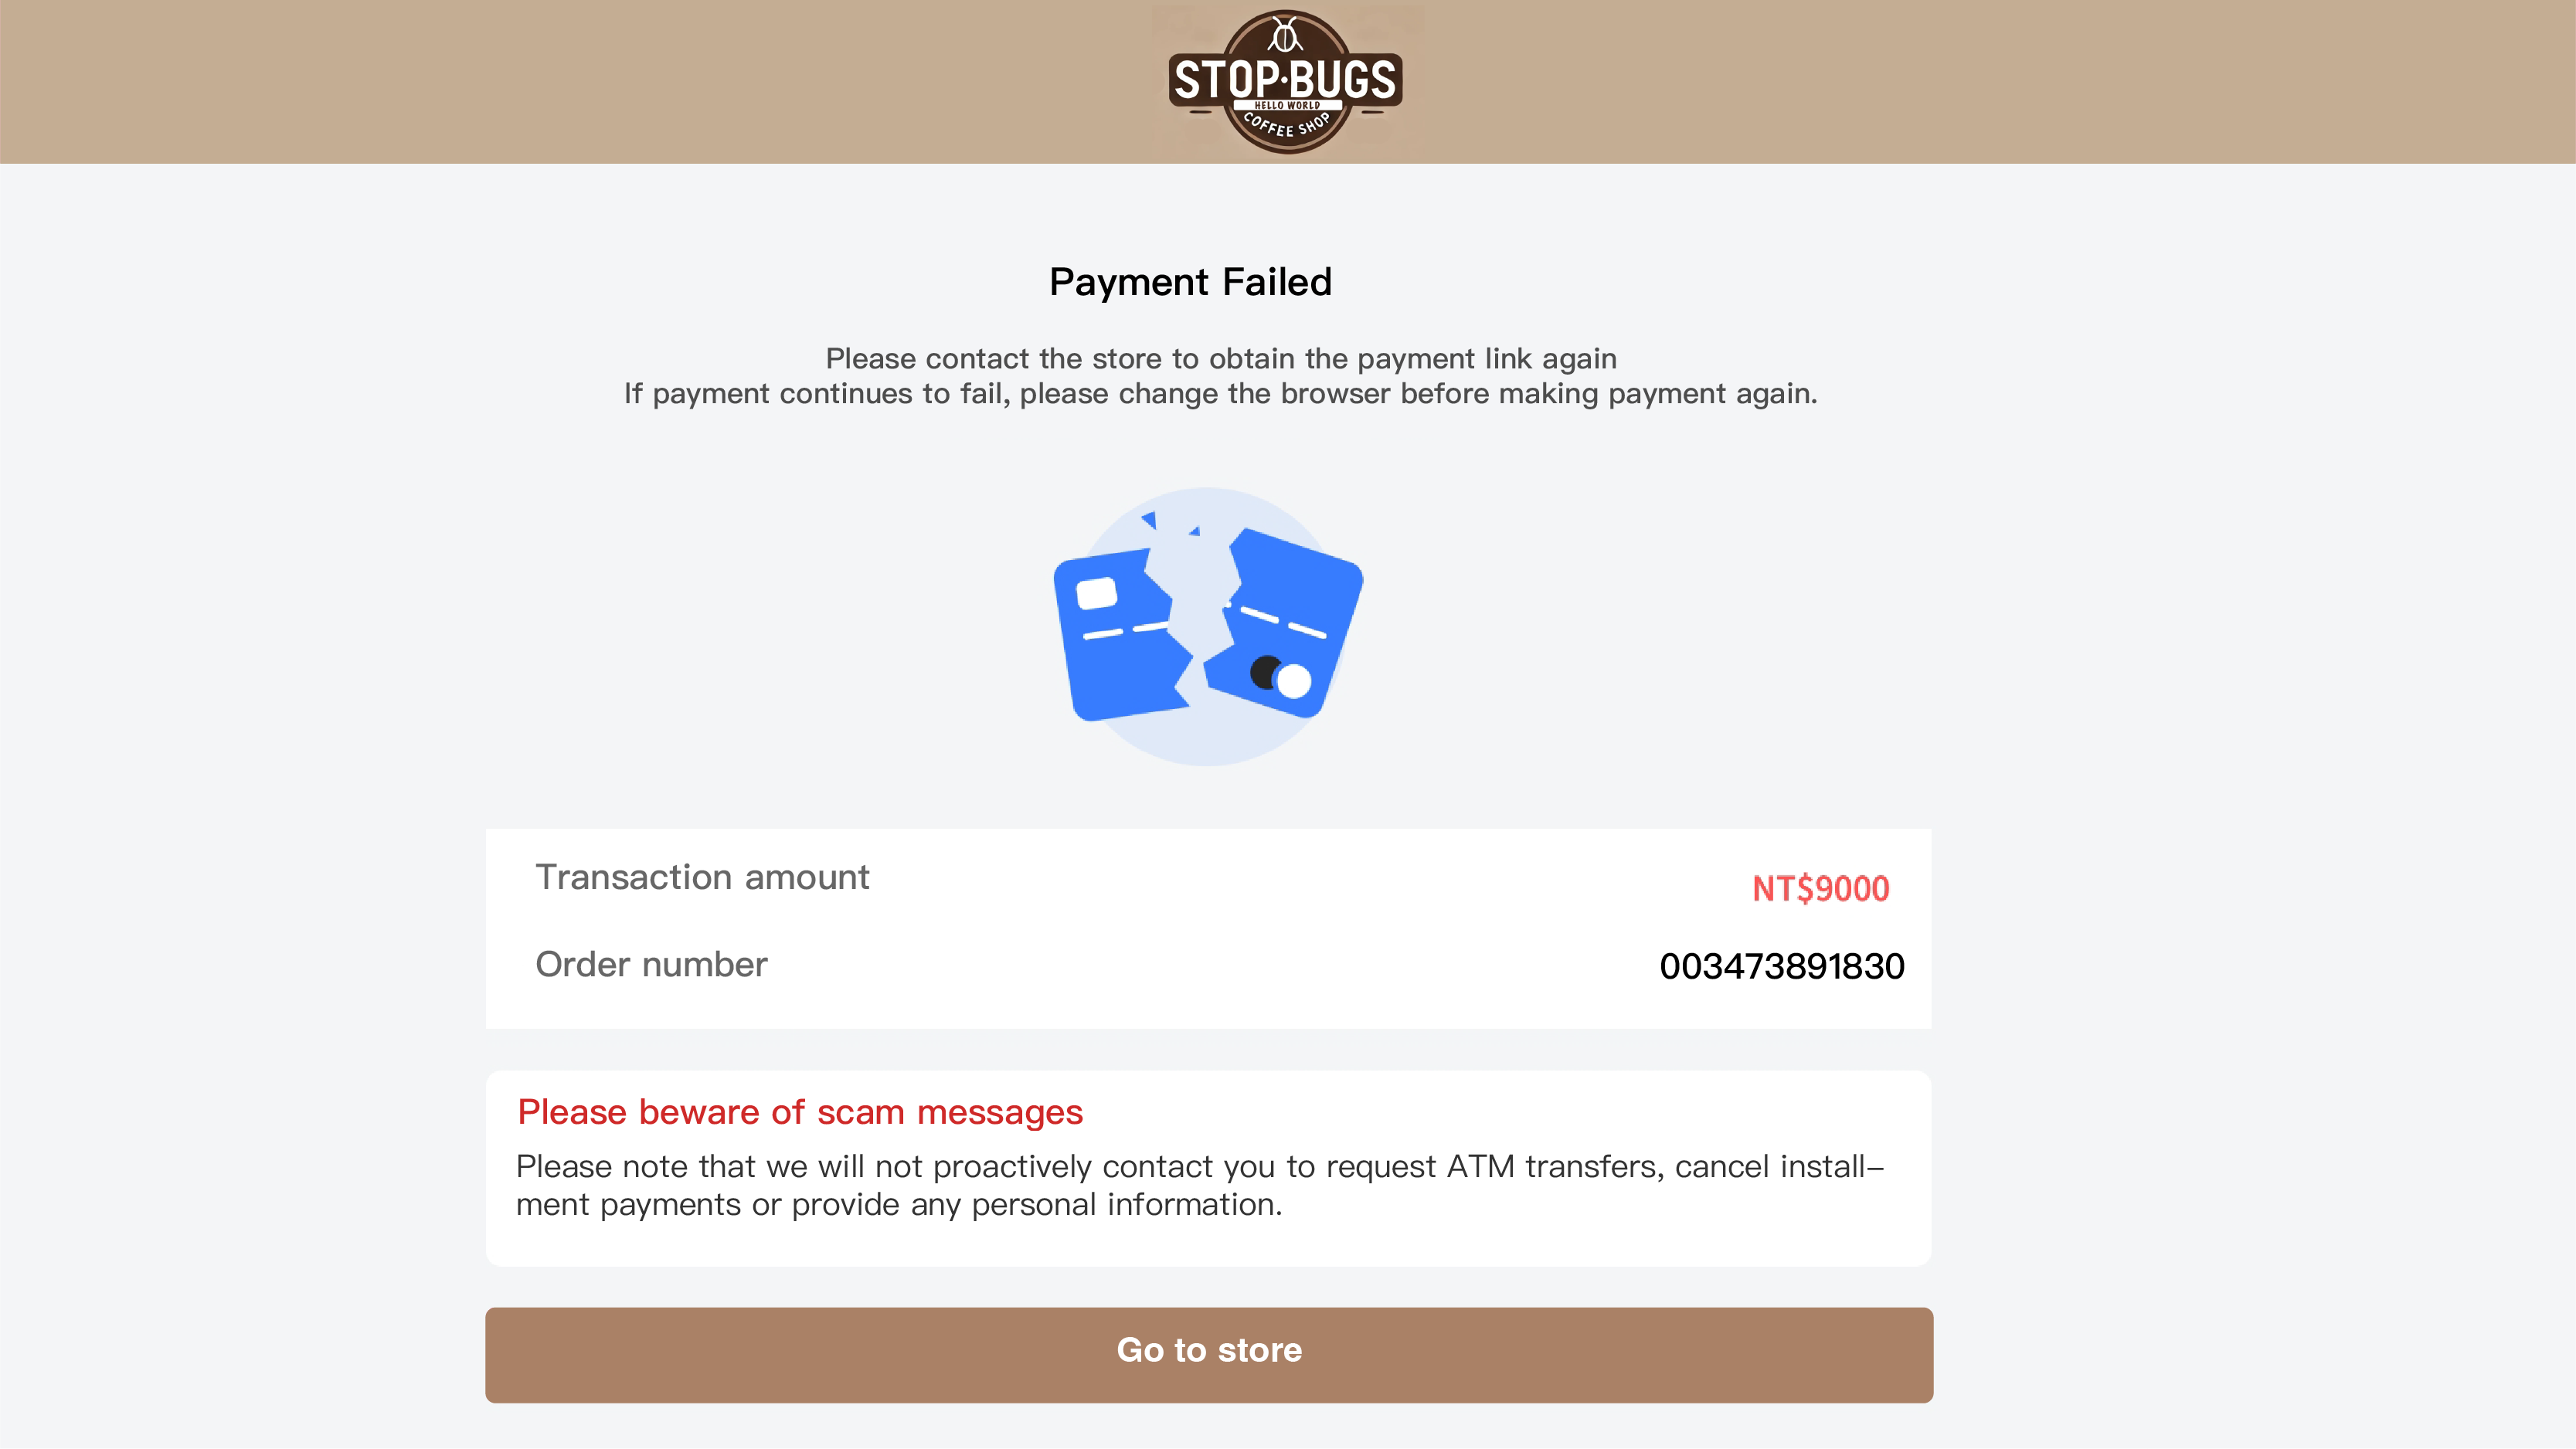 STOP·BUGS
HELLO WORLD
COFFEE SHOP
Payment Failed
Please contact the store to obtain the payment link again
If payment continues to fail, please change the browser before making payment again.
Transaction amount
NT$9000
Order number
003473891830
Please beware of scam messages
Please note that we will not proactively contact you to request ATM transfers, cancel install–
ment payments or provide any personal information.
Go to store